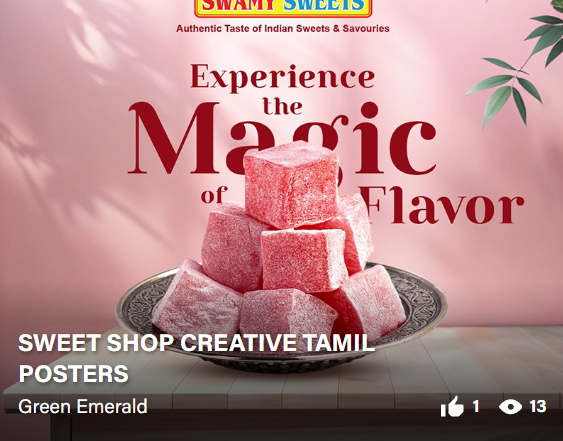 SWAMY SWEETS
Authentic Taste of Indian Sweets & Savouries
Experience
the
Magic
of Flavor
SWEET SHOP CREATIVE TAMIL
POSTERS
Green Emerald
1 13